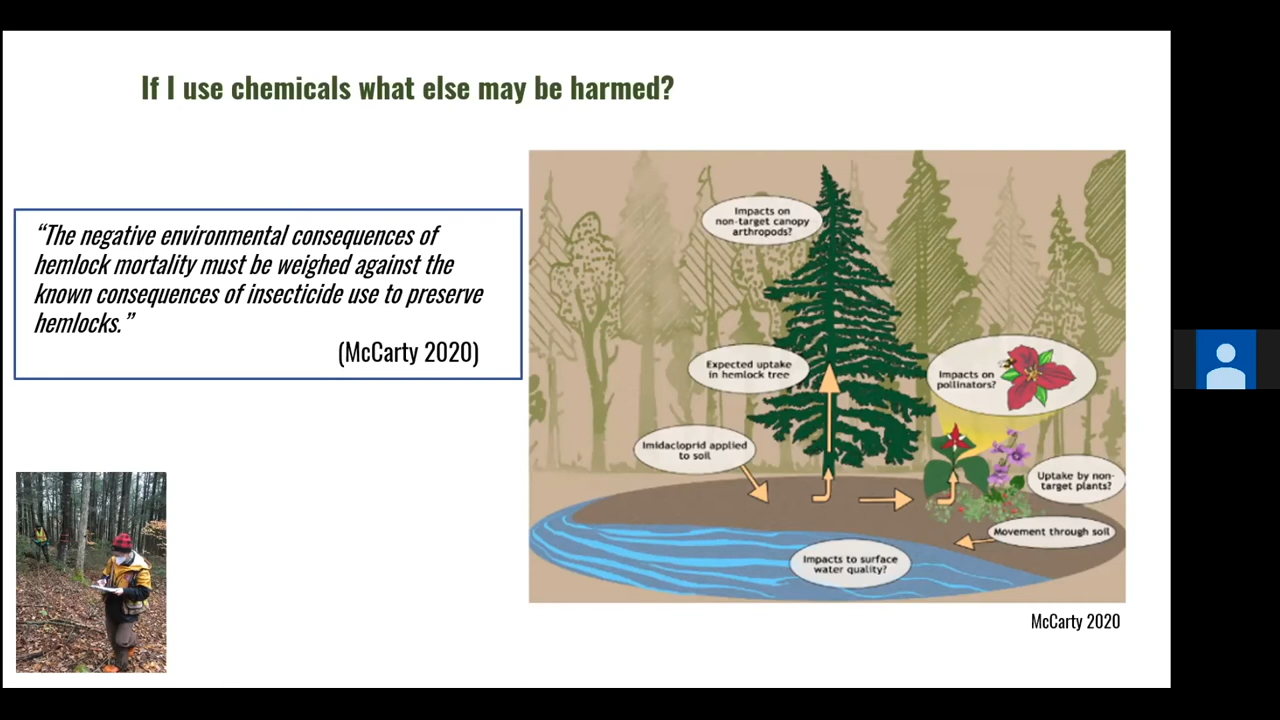 If I use chemicals what else may be harmed?
“The negative environmental consequences of
hemlock mortality must be weighed against the
known consequences of insecticide use to preserve
hemlocks.”
(McCarty 2020)
Impacts on
non-target canopy
arthropods?
Expected uptake
in hemlock tree
Impacts on
pollinators?
Imidacloprid applied
to soil
Uptake by non-
target plants?
Movement through soil
Impacts to surface
water quality?
McCarty 2020